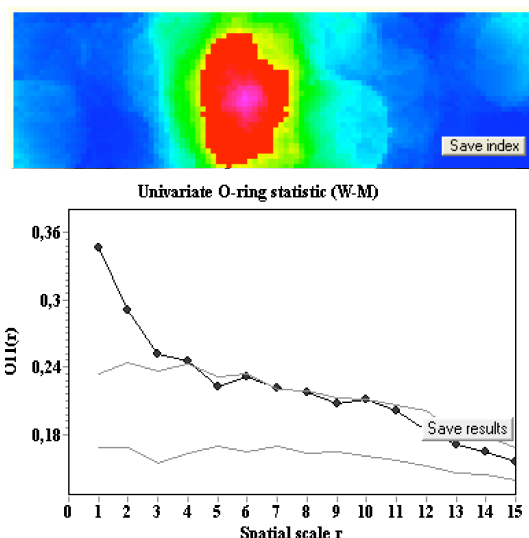 Save index
Univariate O-ring statistic (W-M)
0,36
0,3
0,24
0,18
O11(r)
Save results
0 1 2 3 4 5 6 7 8 9 10 11 12 13 14 15
Spatial scale r